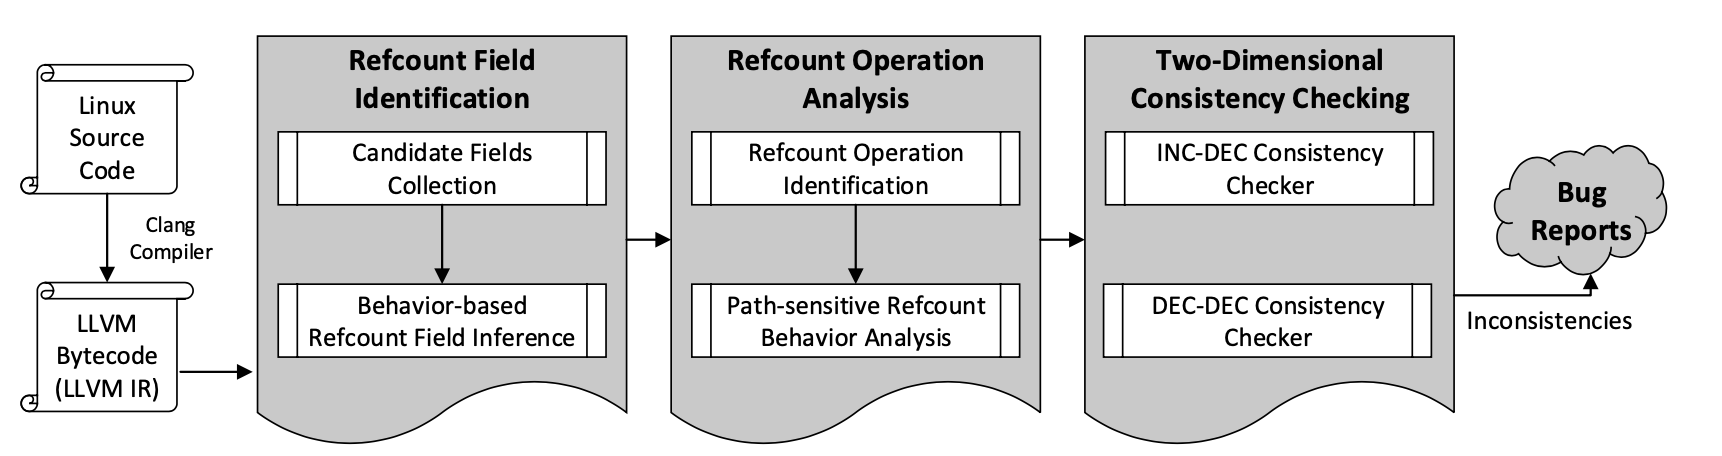 Linux
Source
Code
Clang
Compiler
LLVM
Bytecode
(LLVM IR)
Refcount Field
Identification
Candidate Fields
Collection
Behavior-based
Refcount Field Inference
Refcount Operation
Analysis
Refcount Operation
Identification
Path-sensitive Refcount
Behavior Analysis
Two-Dimensional
Consistency Checking
INC-DEC Consistency
Checker
DEC-DEC Consistency
Checker
Inconsistencies
Bug
Reports